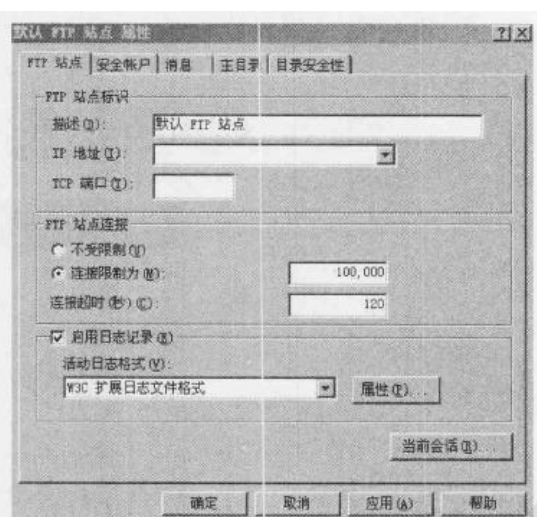 默认 FTP 站点 属性
FTP 站点 安全帐户 消息 主目录 目录安全性
FTP 站点标识
描述(D): 默认 FTP 站点
IP 地址(I):
TCP 端口(T):
FTP 站点连接
不受限制(U)
连接限制为(M): 100,000
连接超时(秒)(C): 120
启用日志记录(E)
活动日志格式(V):
W3C 扩展日志文件格式 属性(P)...
当前会话(R)...
确定 取消 应用(A) 帮助